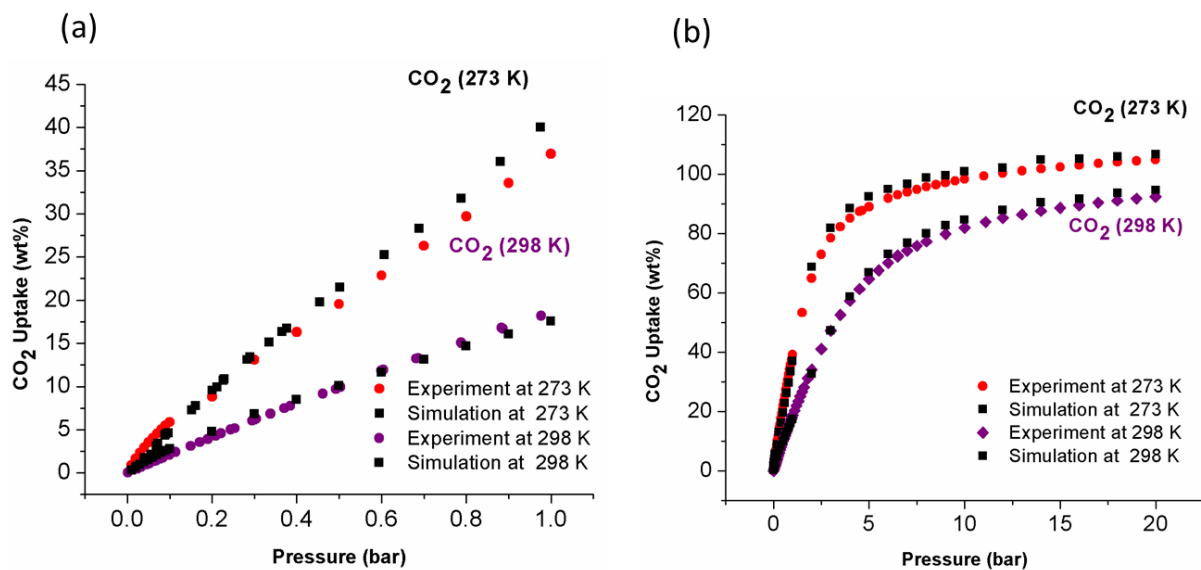 (a)
CO2 (273 K)
45
40
35
30
25
20
15
10
5
0
CO2 Uptake (wt%)
CO2 (298 K)
Experiment at 273 K
Simulation at 273 K
Experiment at 298 K
Simulation at  298 K
0.0 0.2 0.4 0.6 0.8 1.0
Pressure (bar)
(b)
CO2 (273 K)
120
100
80
60
40
20
0
CO2 Uptake (wt%)
CO2 (298 K)
Experiment at 273 K
Simulation at 273 K
Experiment at 298 K
Simulation at  298 K
0 5 10 15 20
Pressure (bar)